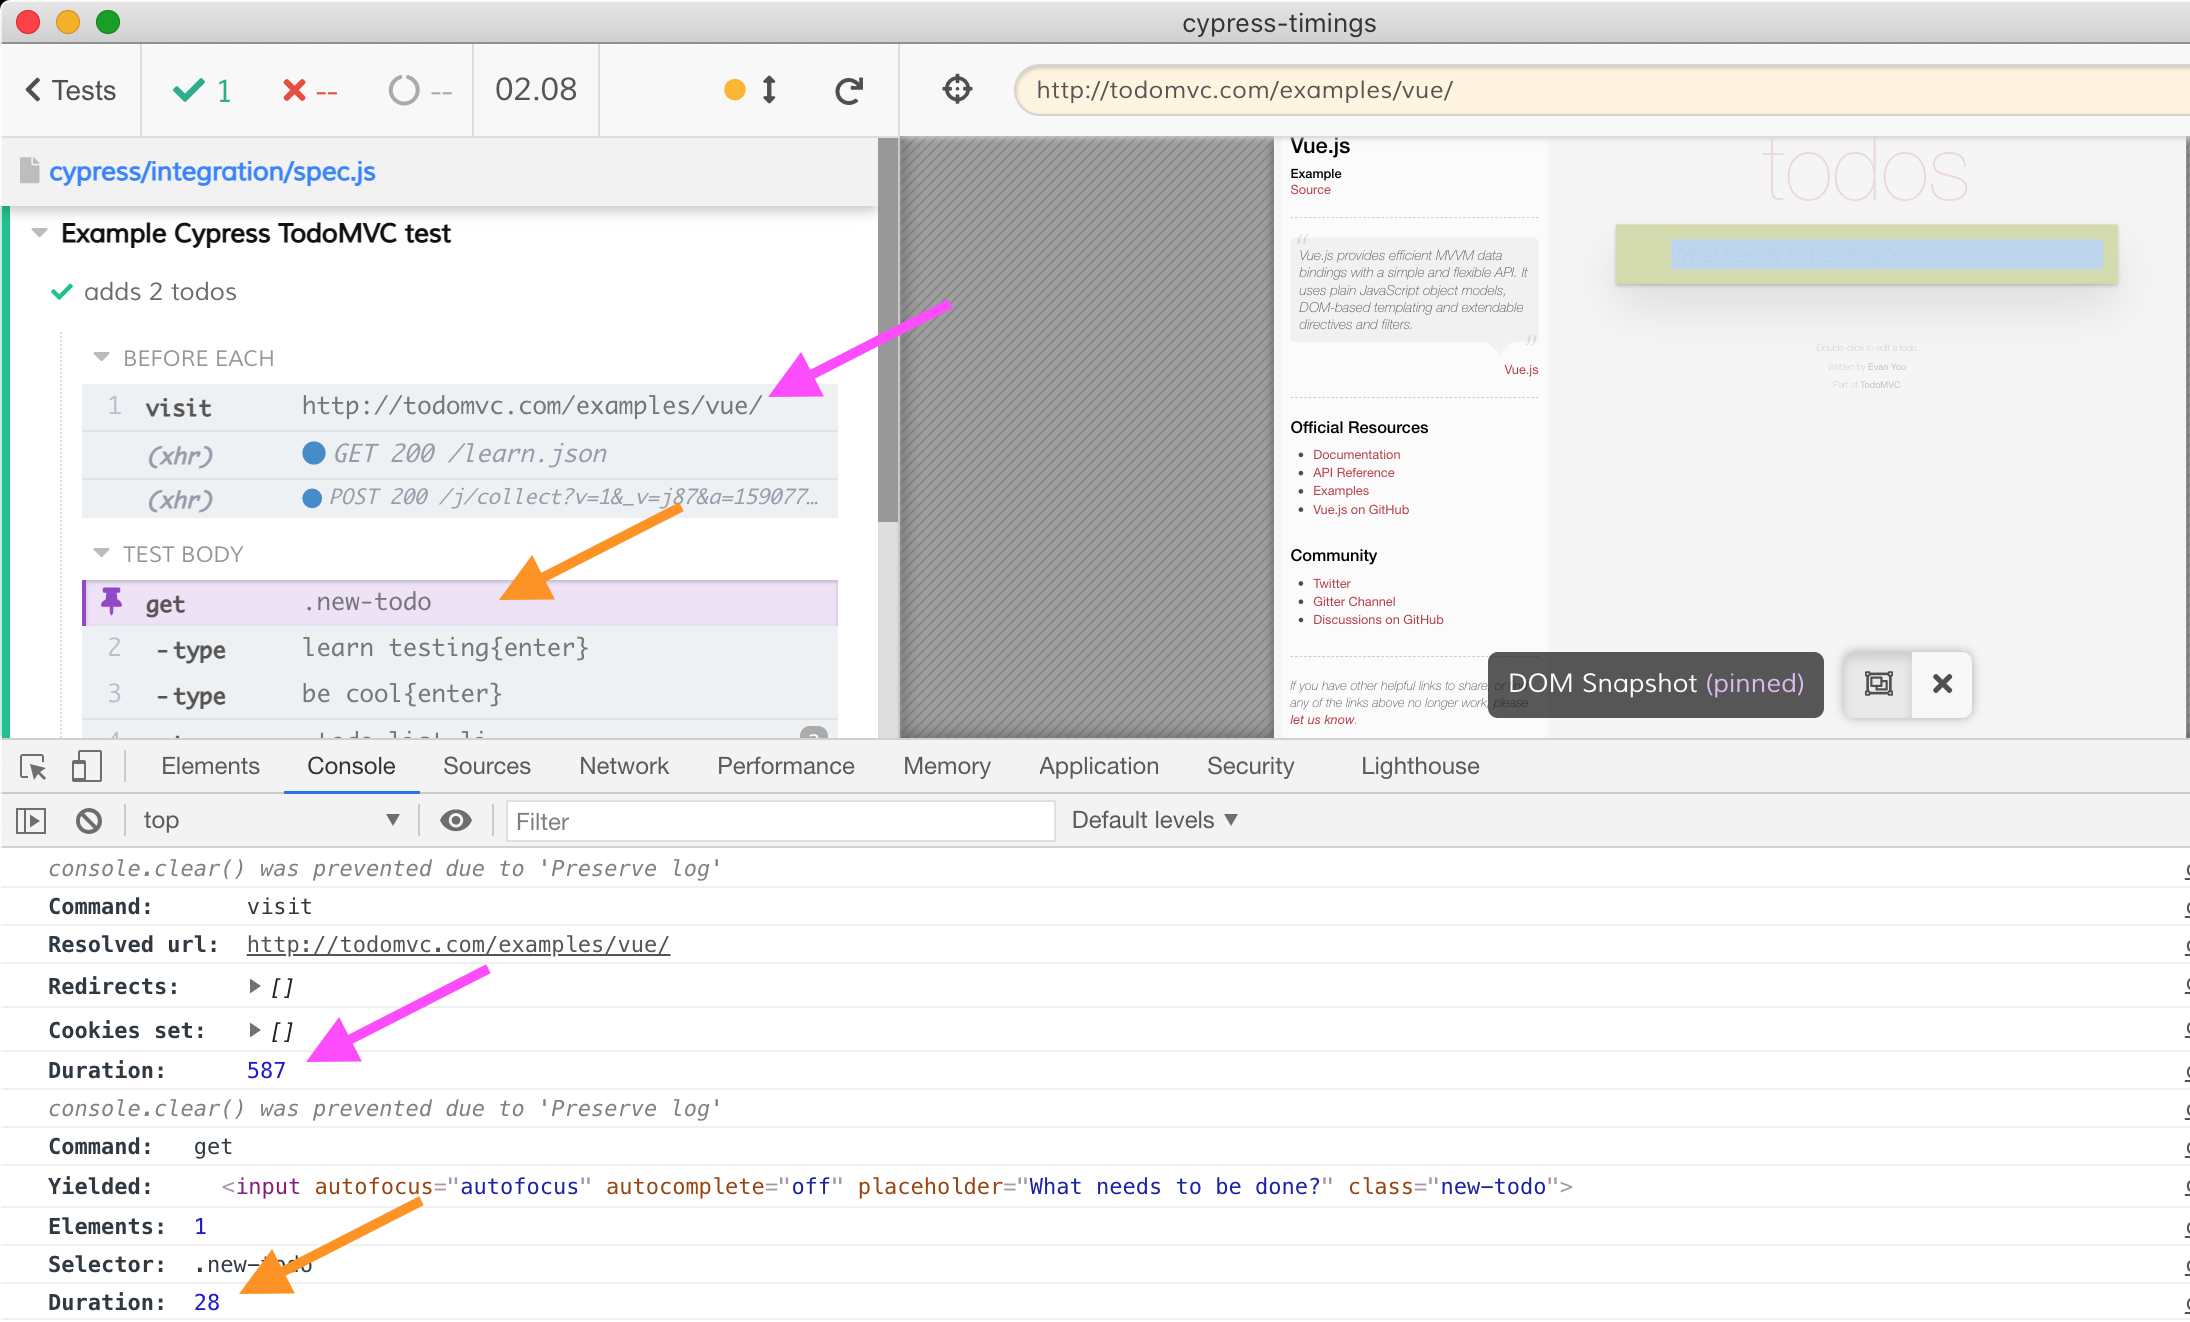 cypress-timings
Tests
1
--
--
02.08
http://todomvc.com/examples/vue/
cypress/integration/spec.js
Example Cypress TodoMVC test
adds 2 todos
BEFORE EACH
1 visit http://todomvc.com/examples/vue/
(xhr) GET 200 /learn.json
(xhr) POST 200 /j/collect?v=1&_v=j87&a=159077...
TEST BODY
get .new-todo
2 -type learn testing{enter}
3 -type be cool{enter}
Vue.js
Example
Source
“
Vue.js provides efficient MVVM data
bindings with a simple and flexible API. It
uses plain JavaScript object models,
DOM-based templating and extendable
directives and filters.
”
Vue.js
Official Resources
• Documentation
• API Reference
• Examples
• Vue.js on GitHub
Community
• Twitter
• Gitter Channel
• Discussions on GitHub
If you have other helpful links to share, or
any of the links above no longer work, please
let us know.
todos
What needs to be done?
Double-click to edit a todo
Written by Evan You
Part of TodoMVC
DOM Snapshot (pinned)
Elements Console Sources Network Performance Memory Application Security Lighthouse
top
Filter
Default levels
console.clear() was prevented due to 'Preserve log'
Command: visit
Resolved url: http://todomvc.com/examples/vue/
Redirects: []
Cookies set: []
Duration: 587
console.clear() was prevented due to 'Preserve log'
Command: get
Yielded: <input autofocus="autofocus" autocomplete="off" placeholder="What needs to be done?" class="new-todo">
Elements: 1
Selector: .new-todo
Duration: 28